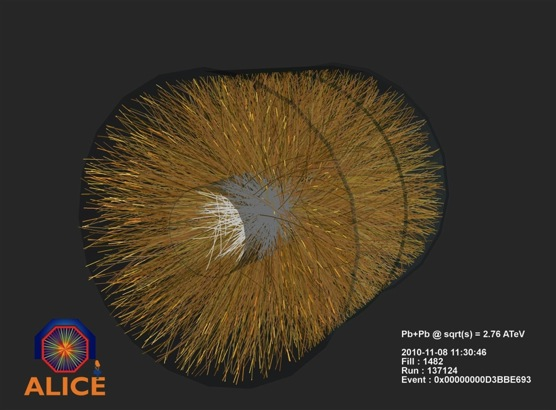 Pb+Pb @ sqrt(s) = 2.76 ATeV
2010-11-08 11:30:46
Fill : 1482
Run : 137124
Event : 0x00000000D3BBE693
ALICE